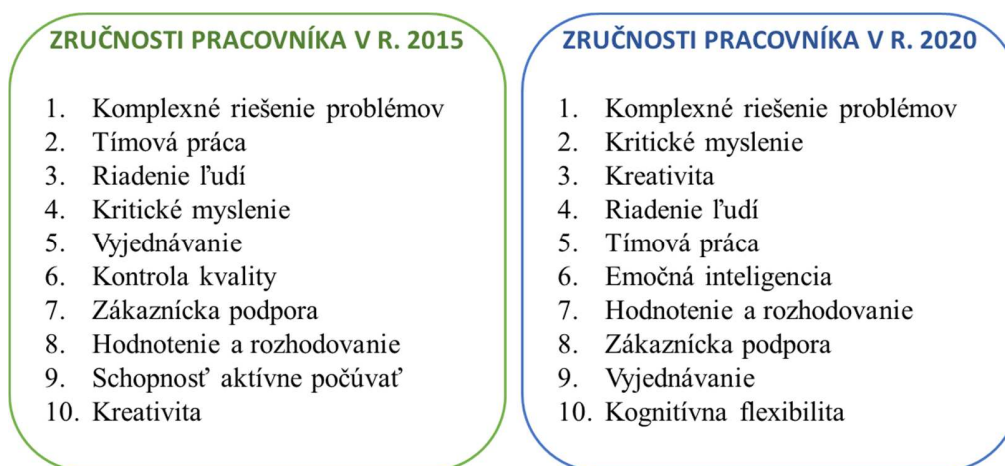 ZRUČNOSTI PRACOVNÍKA V R. 2015
1. Komplexné riešenie problémov
2. Tímová práca
3. Riadenie ľudí
4. Kritické myslenie
5. Vyjednávanie
6. Kontrola kvality
7. Zákaznícka podpora
8. Hodnotenie a rozhodovanie
9. Schopnosť aktívne počúvať
10. Kreativita
ZRUČNOSTI PRACOVNÍKA V R. 2020
1. Komplexné riešenie problémov
2. Kritické myslenie
3. Kreativita
4. Riadenie ľudí
5. Tímová práca
6. Emočná inteligencia
7. Hodnotenie a rozhodovanie
8. Zákaznícka podpora
9. Vyjednávanie
10. Kognitívna flexibilita